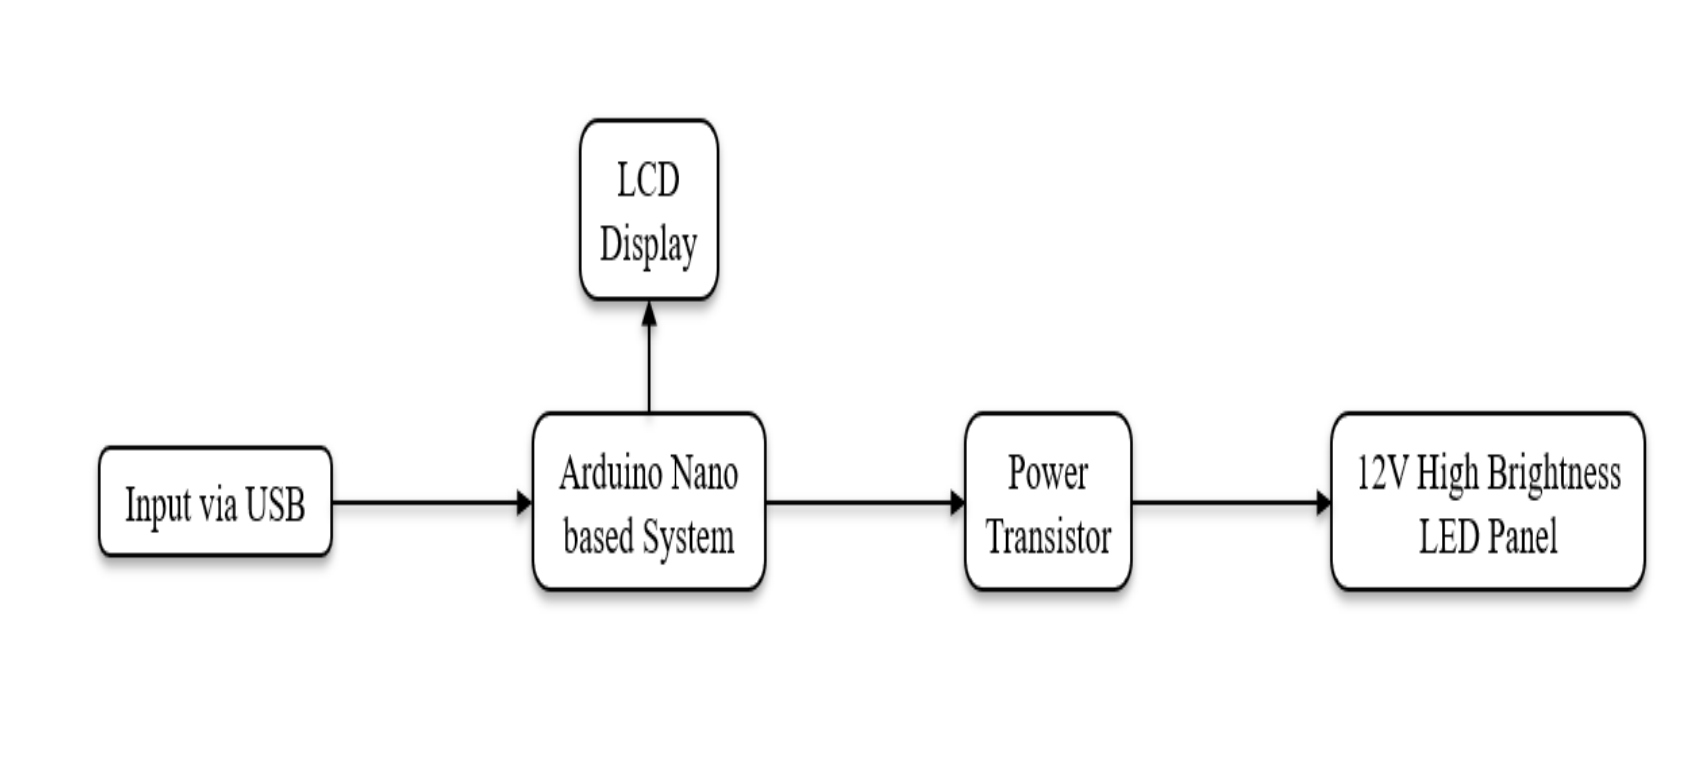 LCD
Display
Input via USB
Arduino Nano
based System
Power
Transistor
12V High Brightness
LED Panel